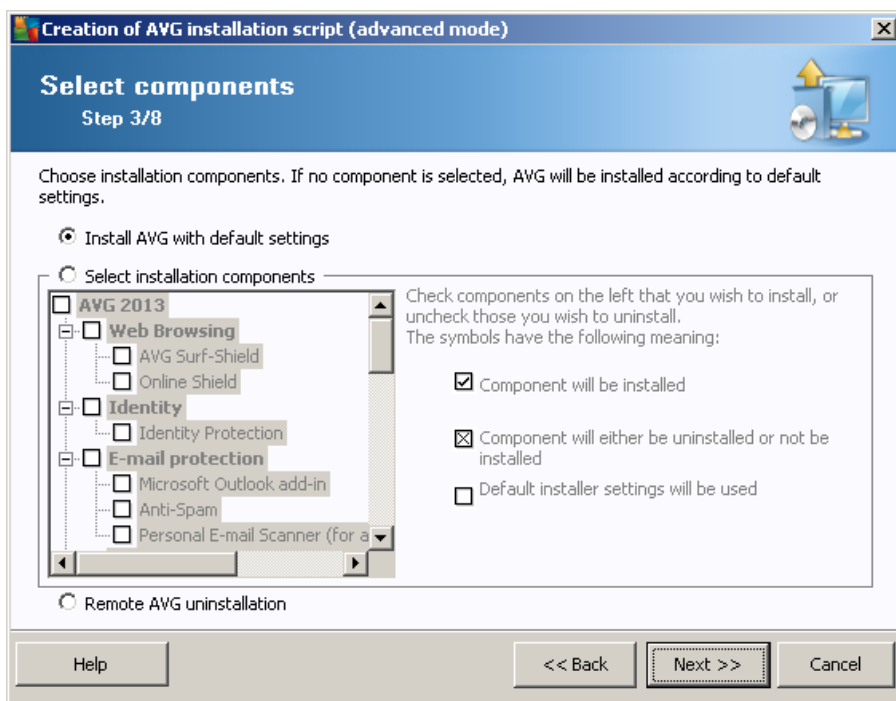 Creation of AVG installation script (advanced mode)
Select components
Step 3/8
Choose installation components. If no component is selected, AVG will be installed according to default
settings.
Install AVG with default settings
Select installation components
AVG 2013
Web Browsing
AVG Surf-Shield
Online Shield
Identity
Identity Protection
E-mail protection
Microsoft Outlook add-in
Anti-Spam
Personal E-mail Scanner (for a
Check components on the left that you wish to install, or
uncheck those you wish to uninstall.
The symbols have the following meaning:
Component will be installed
Component will either be uninstalled or not be
installed
Default installer settings will be used
Remote AVG uninstallation
Help
<< Back
Next >>
Cancel